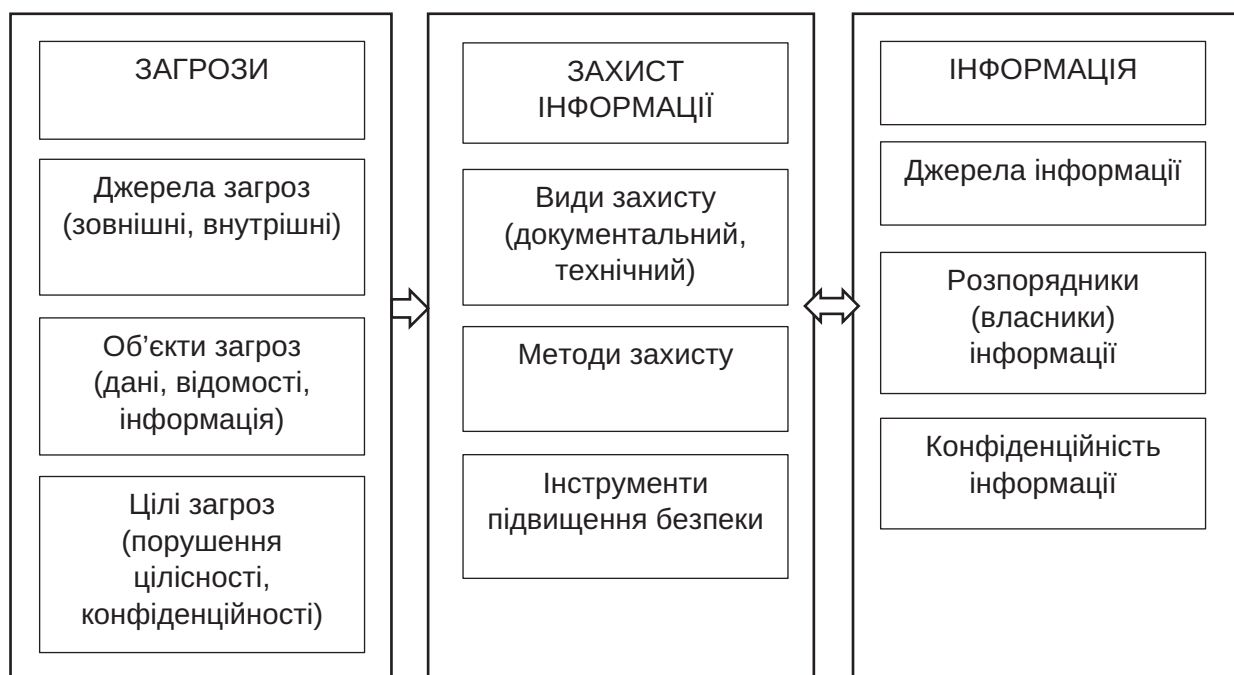 ЗАГРОЗИ
Джерела загроз
(зовнішні, внутрішні)
Об’єкти загроз
(дані, відомості,
інформація)
Цілі загроз
(порушення
цілісності,
конфіденційності)
ЗАХИСТ
ІНФОРМАЦІЇ
Види захисту
(документальний,
технічний)
Методи захисту
Інструменти
підвищення безпеки
ІНФОРМАЦІЯ
Джерела інформації
Розпорядники
(власники)
інформації
Конфіденційність
інформації